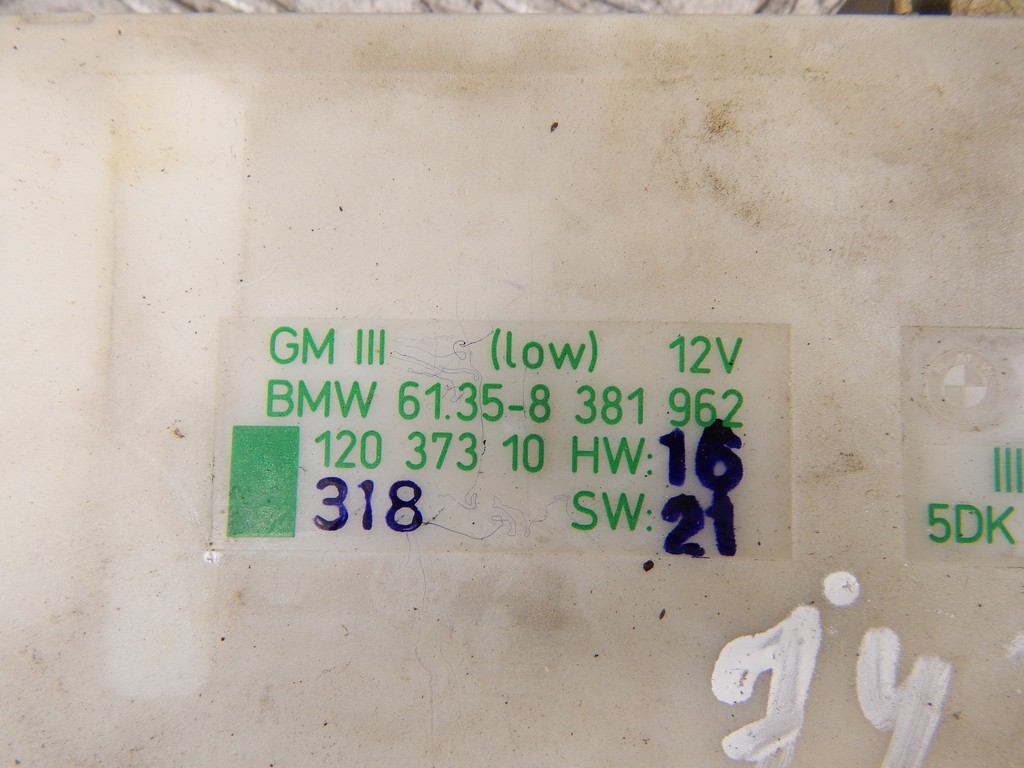 GM III (low) 12V
BMW 61.35-8 381 962
120 373 10 HW: 16
318 SW: 21
5DK